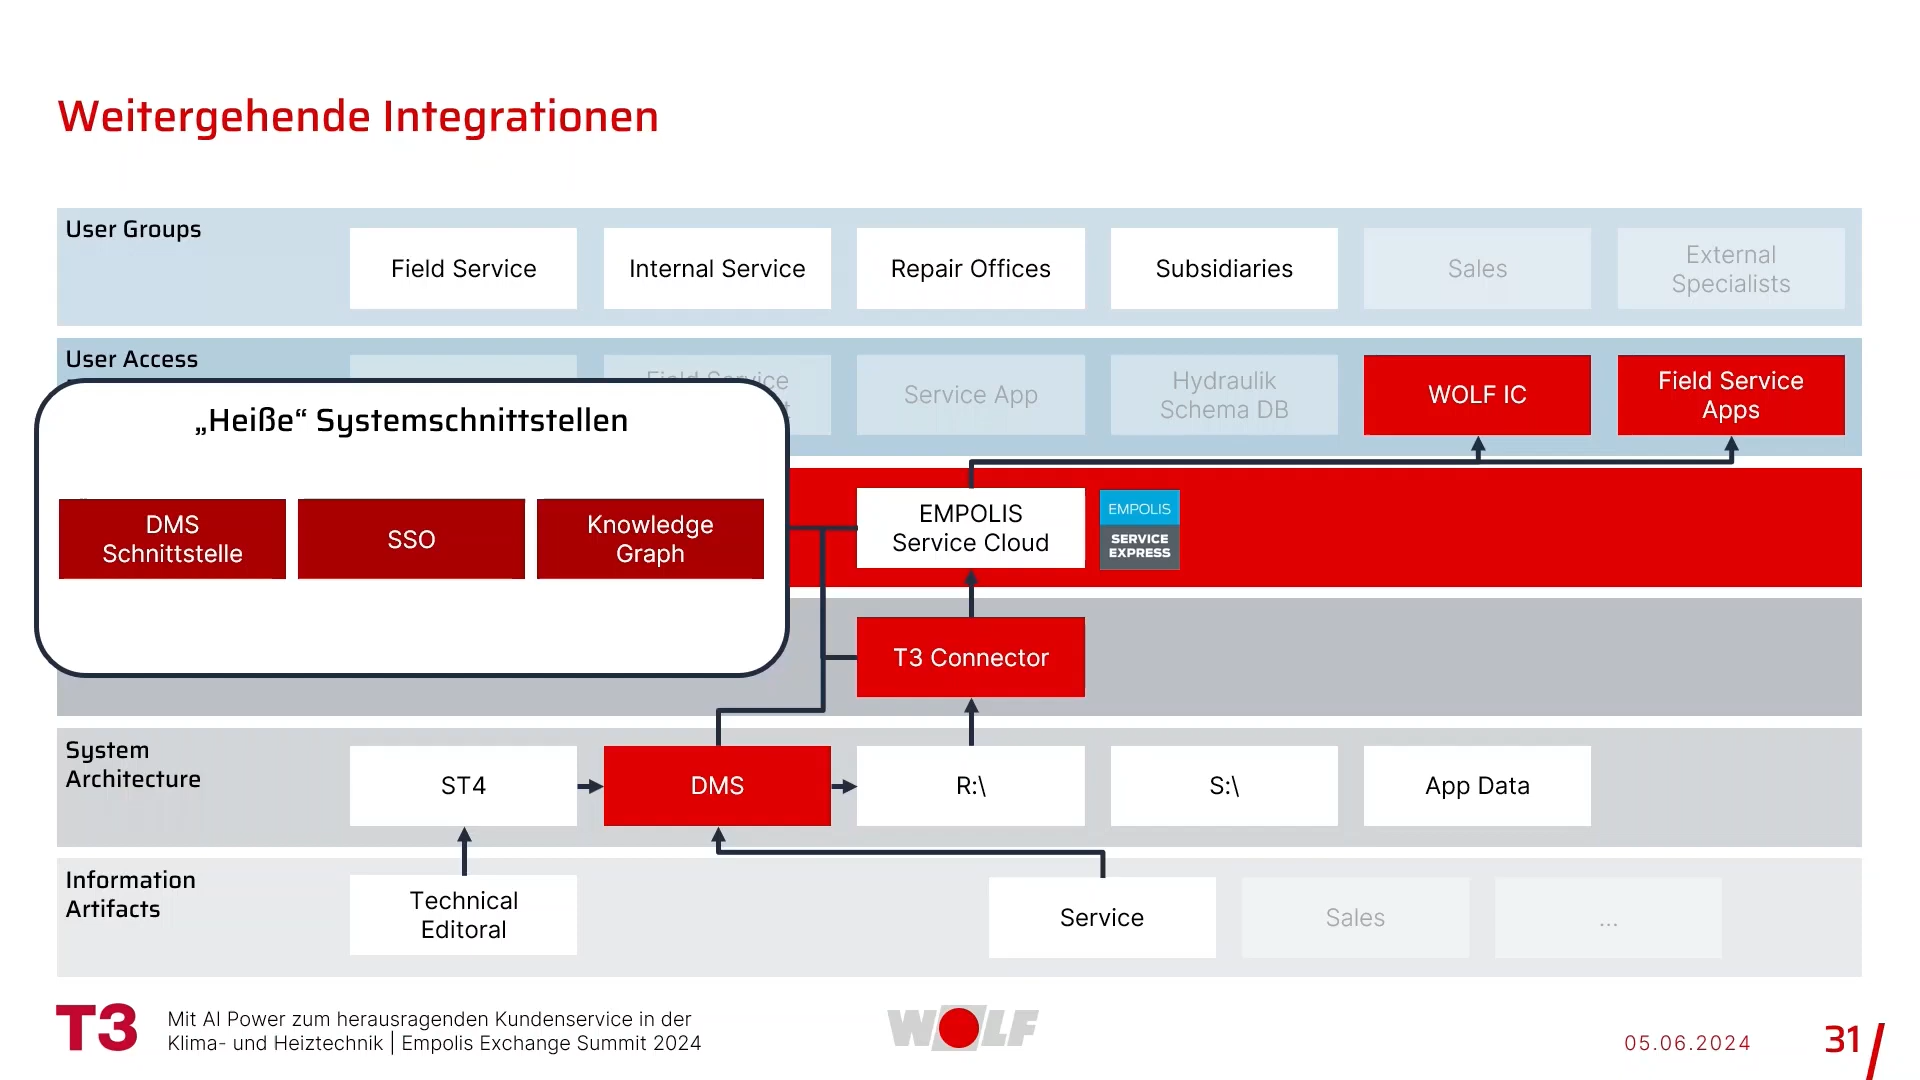 Weitergehende Integrationen
User Groups
Field Service
Internal Service
Repair Offices
Subsidiaries
Sales
External
Specialists
User Access
Field Service
Service App
Hydraulik
Schema DB
WOLF IC
Field Service
Apps
„Heiße“ Systemschnittstellen
DMS
Schnittstelle
SSO
Knowledge
Graph
EMPOLIS
Service Cloud
EMPOLIS
SERVICE
EXPRESS
T3 Connector
System
Architecture
ST4
DMS
R:\
S:\
App Data
Information
Artifacts
Technical
Editoral
Service
Sales
...
T3
Mit AI Power zum herausragenden Kundenservice in der
Klima- und Heiztechnik | Empolis Exchange Summit 2024
WOLF
05.06.2024
31